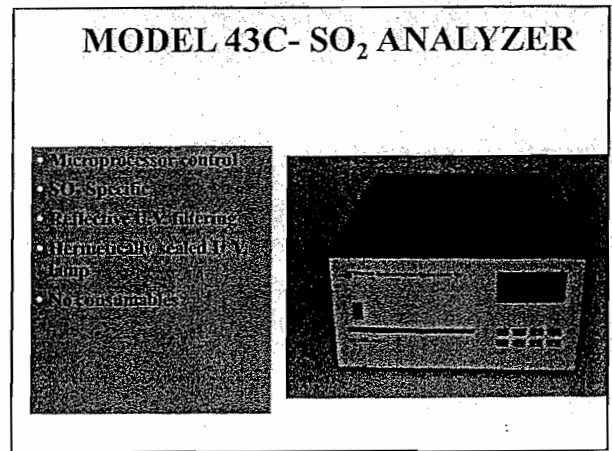 MODEL 43C- SO₂ ANALYZER
• Microprocessor control
• SO₂ Specific
• Reflective U.V. filtering
• Hermetically sealed U.V.
lamp
• No consumables